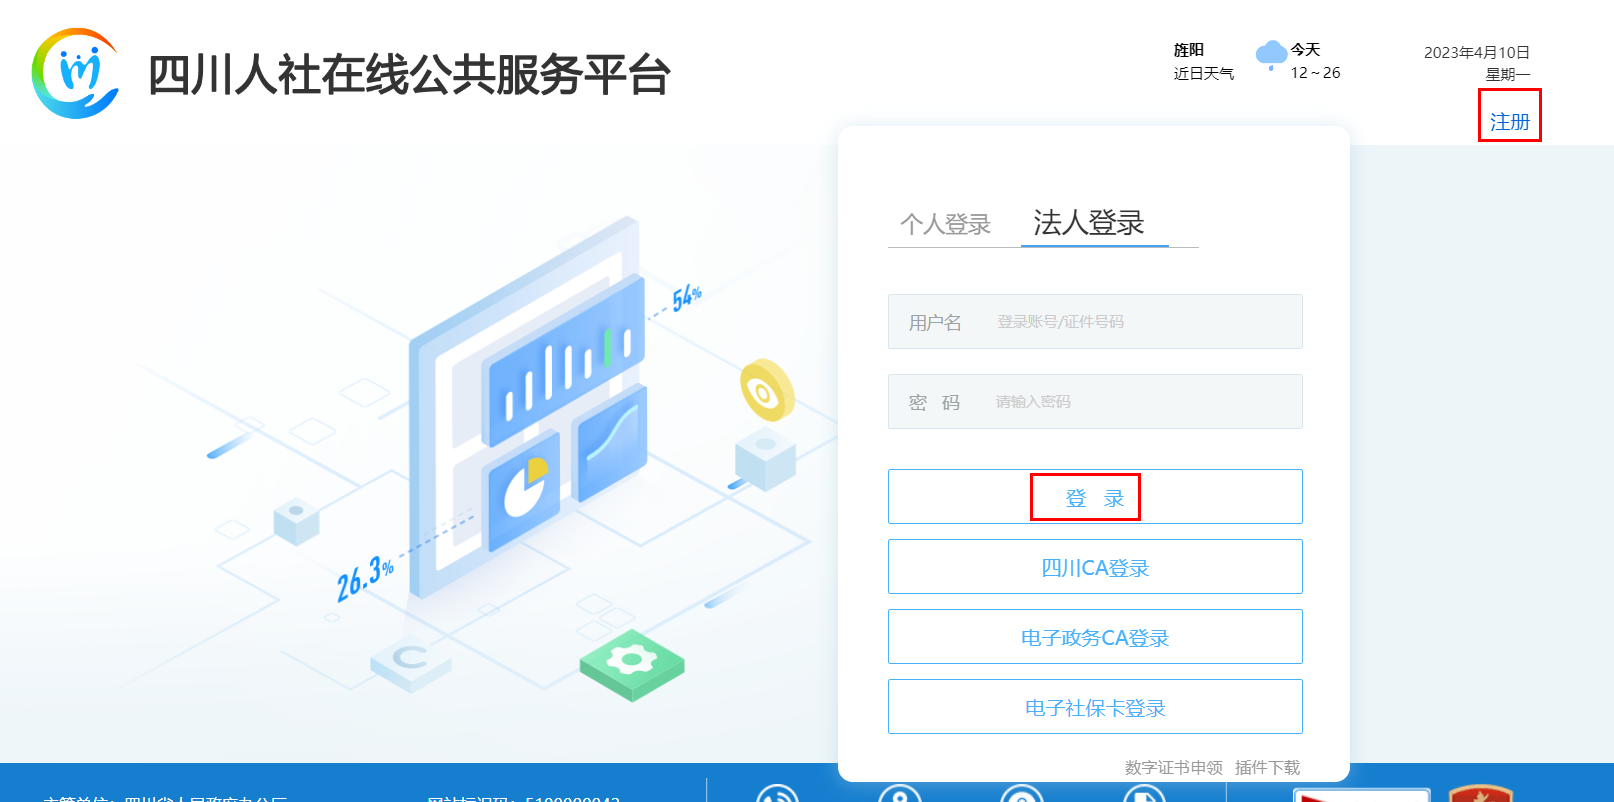 四川人社在线公共服务平台
旌阳
近日天气
今天
12 ~ 26
2023年4月10日
星期一
注册
个人登录 法人登录
用户名 登录账号/证件号码
密 码 请输入密码
登 录
四川CA登录
电子政务CA登录
电子社保卡登录
数字证书申领 插件下载
54%
26.3%